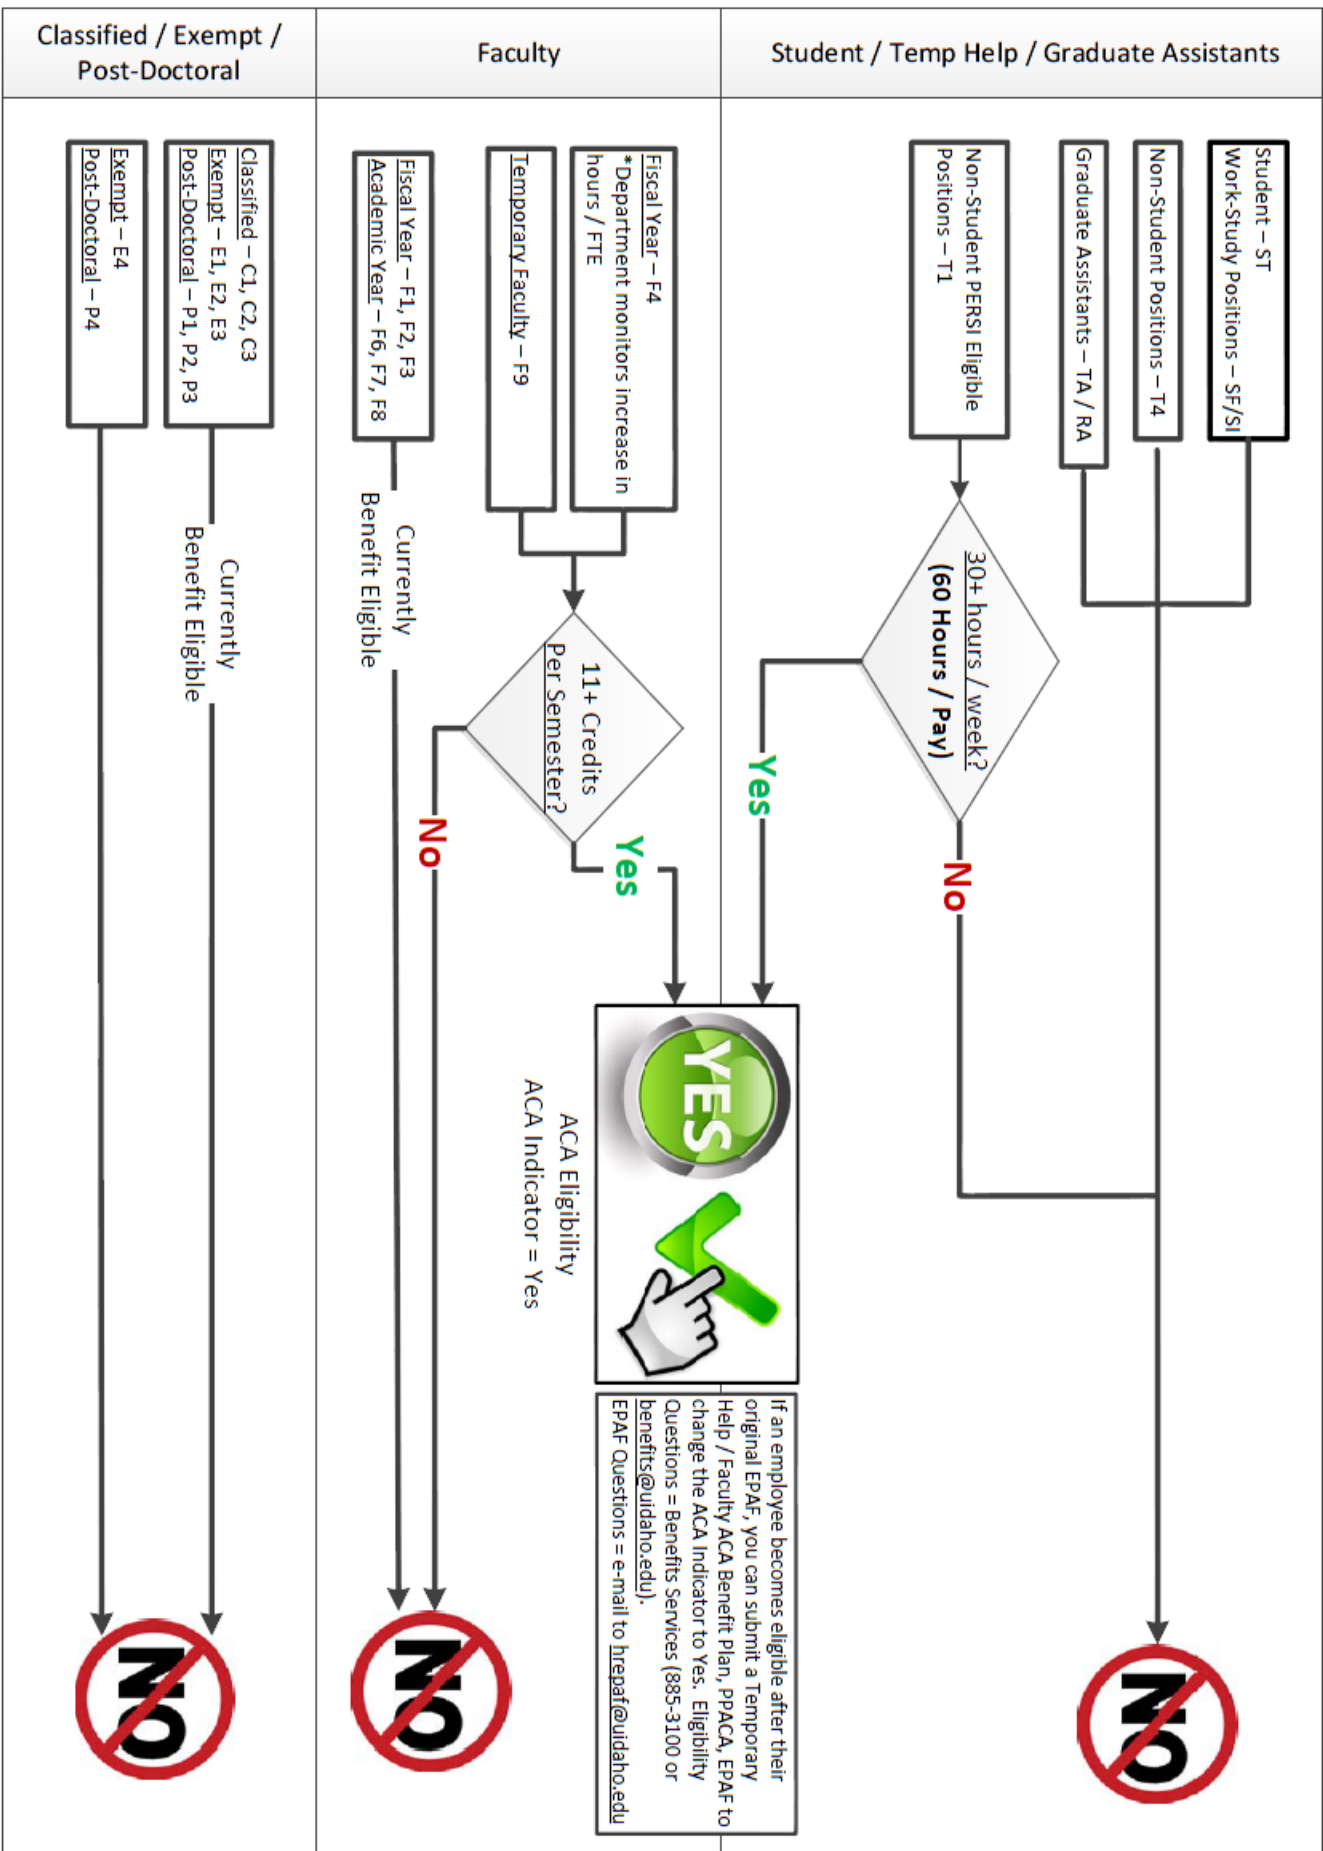 Classified / Exempt /
Post-Doctoral
Faculty
Student / Temp Help / Graduate Assistants
Student – ST
Work-Study Positions – SF/SI
Non-Student Positions – T4
Graduate Assistants – TA / RA
Non-Student PERSI Eligible
Positions – T1
30+ hours / week?
(60 Hours / Pay)
Yes
No
NO
Fiscal Year – F4
*Department monitors increase in
hours / FTE
Temporary Faculty – F9
11+ Credits
Per Semester?
Yes
No
Fiscal Year – F1, F2, F3
Academic Year – F6, F7, F8
Currently
Benefit Eligible
NO
YES
ACA Eligibility
ACA Indicator = Yes
If an employee becomes eligible after their
original EPAF, you can submit a Temporary
Help / Faculty ACA Benefit Plan, PPACA, EPAF to
change the ACA Indicator to Yes. Eligibility
Questions = Benefits Services (885-3100 or
benefits@uidaho.edu).
EPAF Questions = e-mail to hrepaf@uidaho.edu
Classified – C1, C2, C3
Exempt – E1, E2, E3
Post-Doctoral – P1, P2, P3
Currently
Benefit Eligible
Exempt – E4
Post-Doctoral – P4
NO